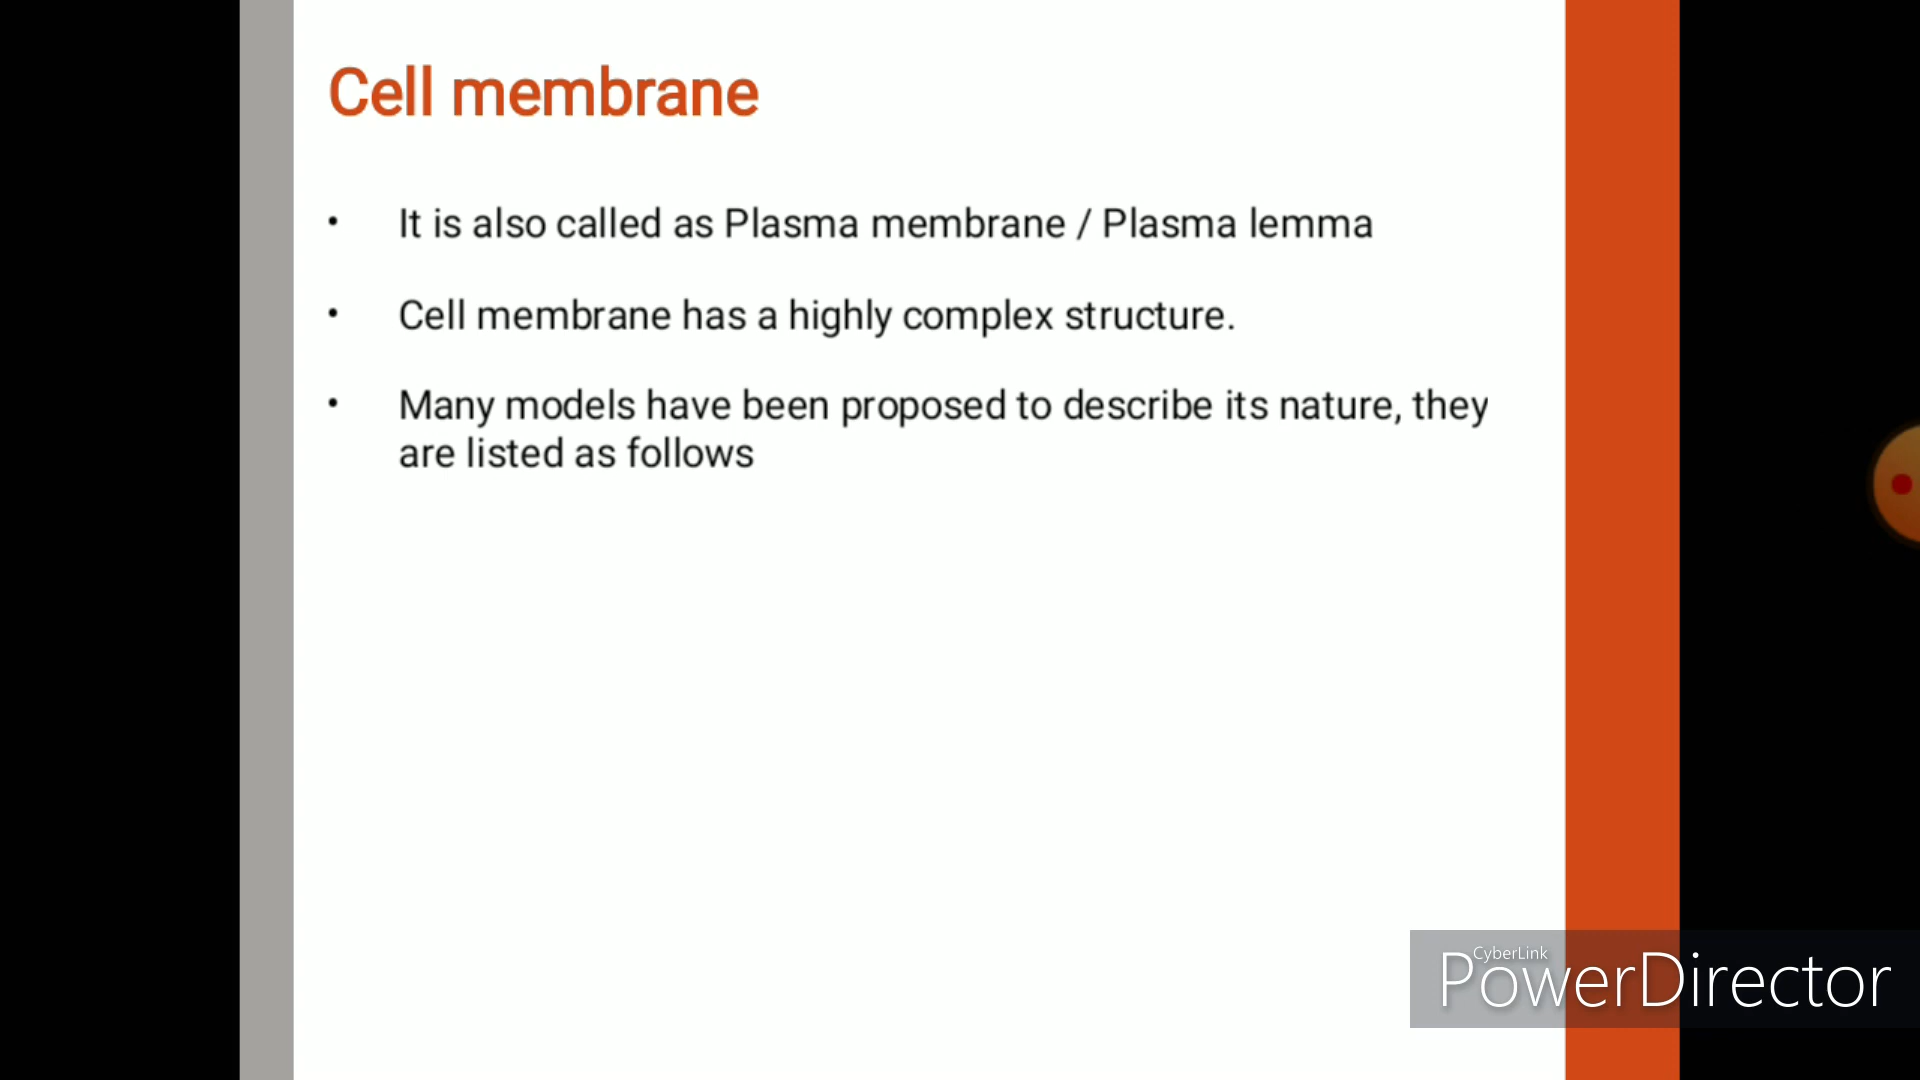 Cell membrane
• It is also called as Plasma membrane / Plasma lemma
• Cell membrane has a highly complex structure.
• Many models have been proposed to describe its nature, they
are listed as follows
CyberLink
PowerDirector